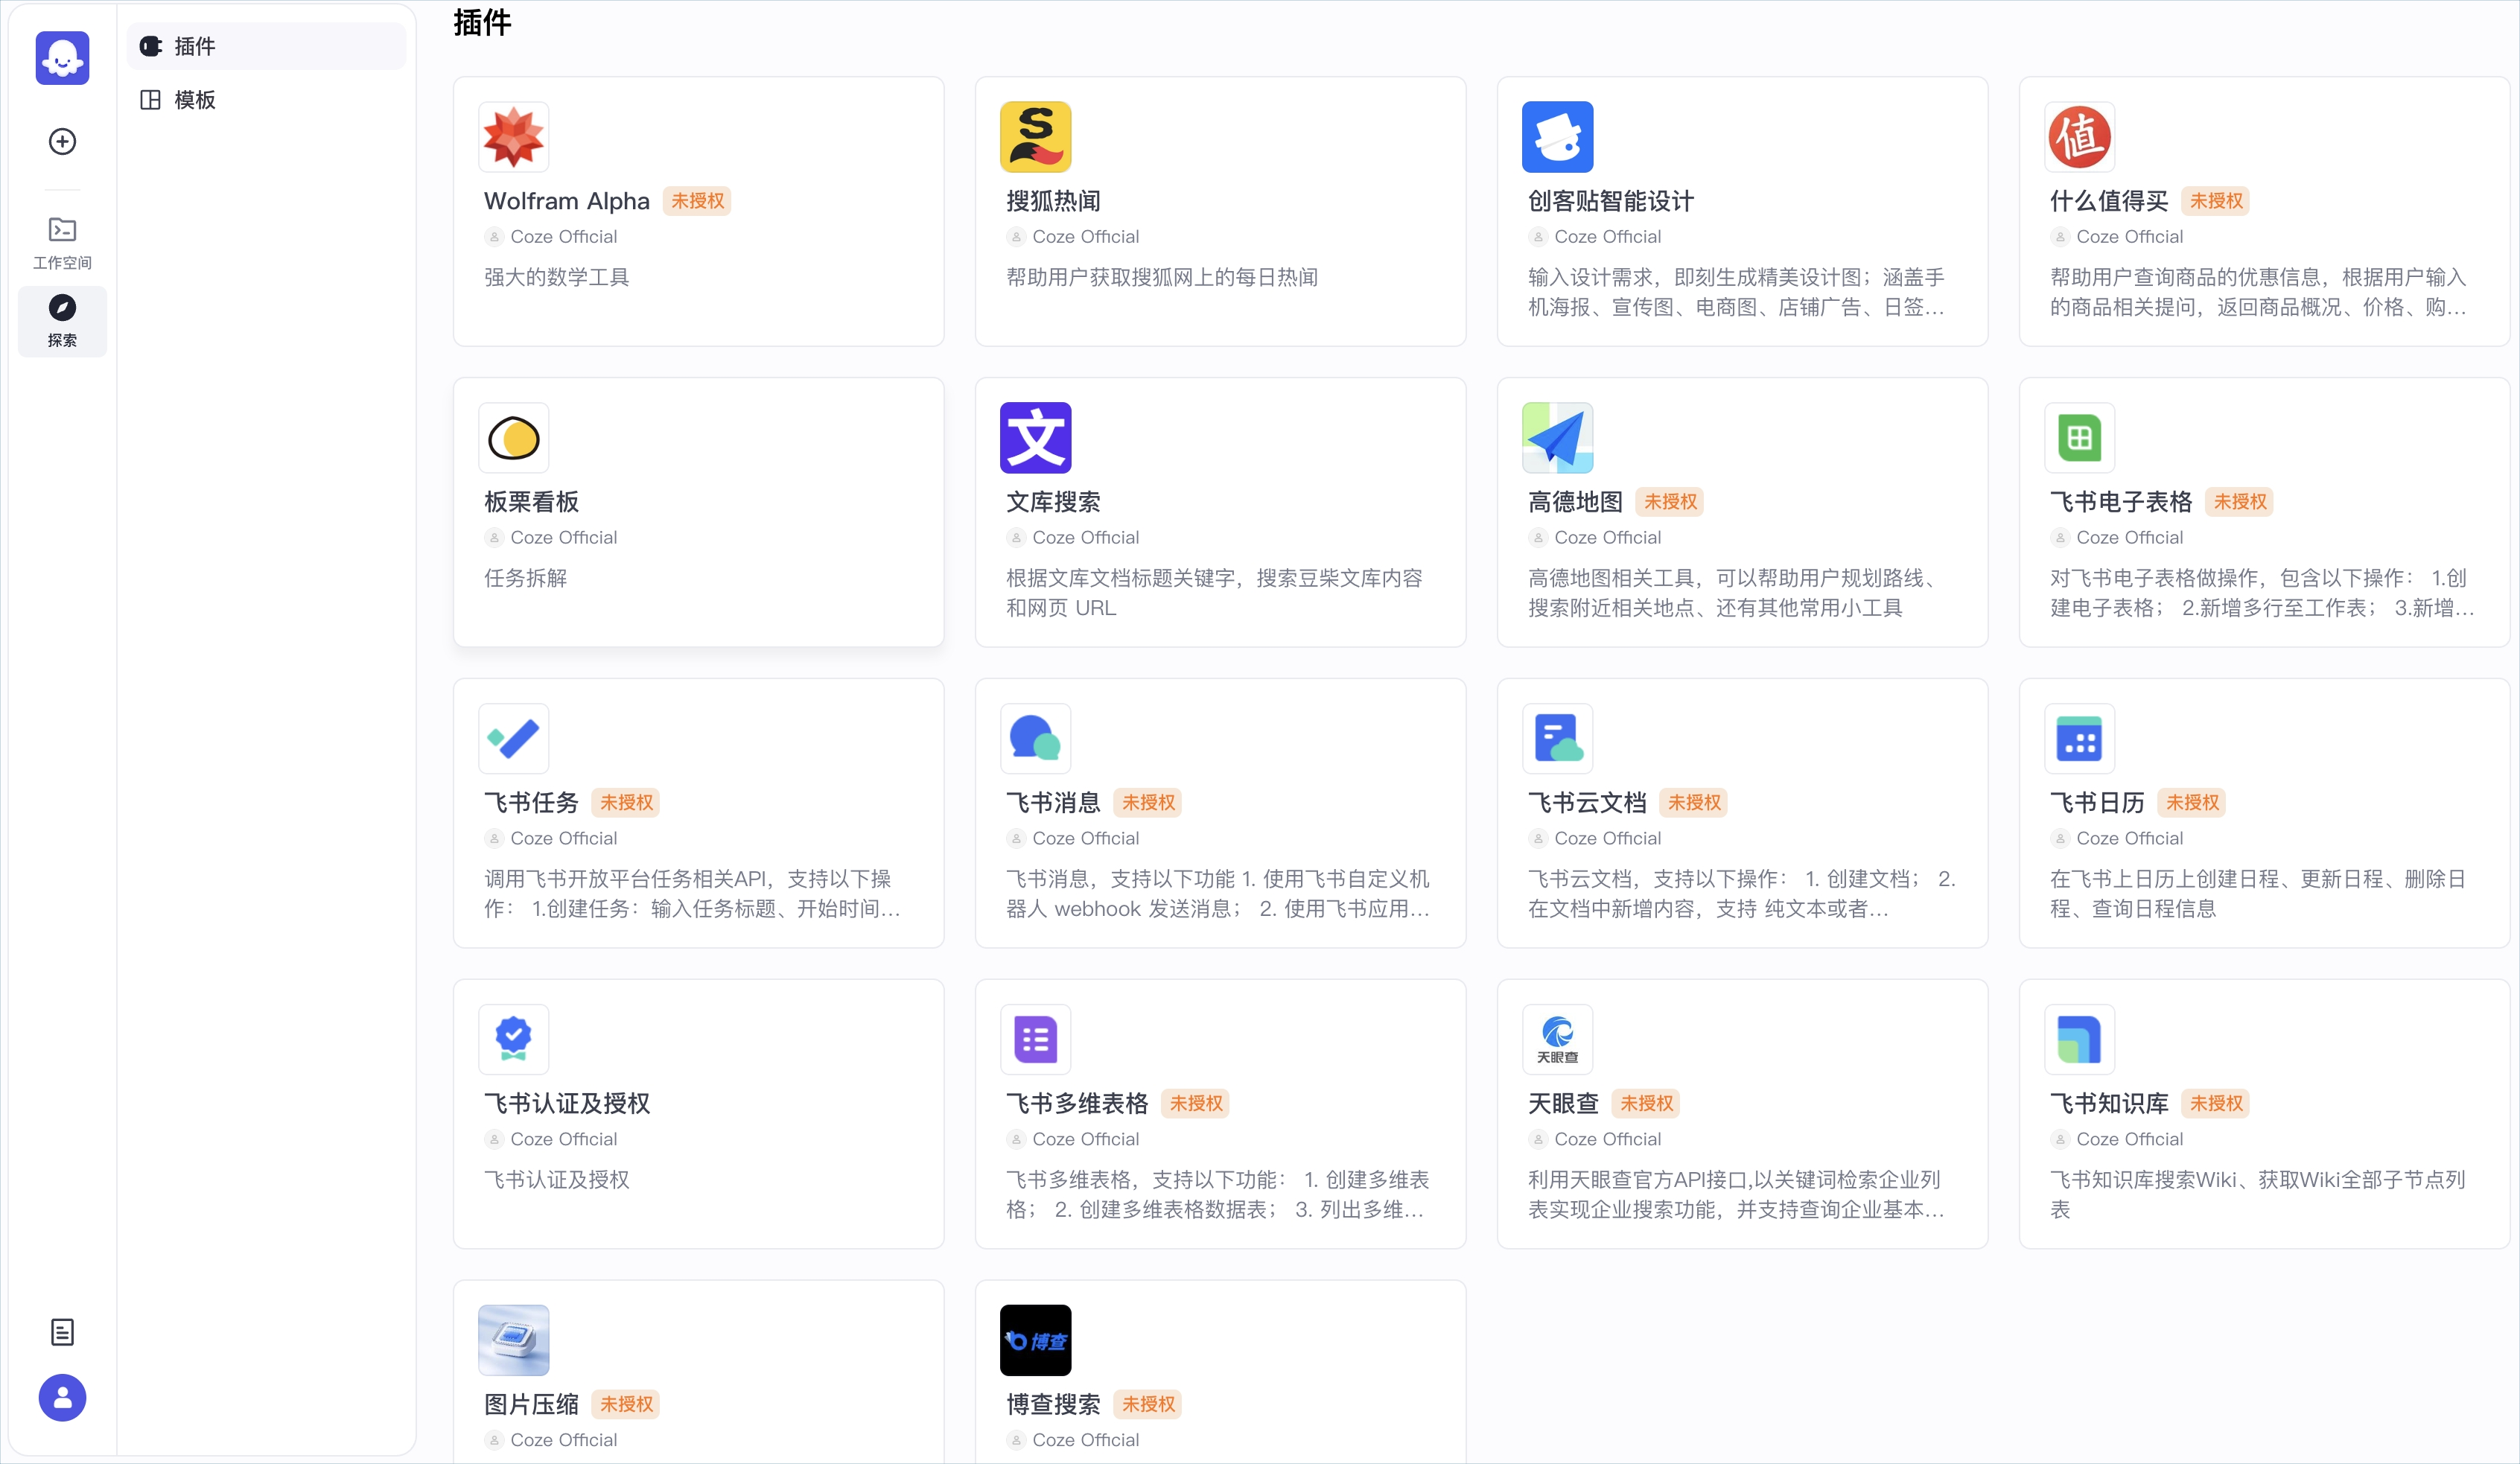 插件
模板
工作空间
探索
插件
Wolfram Alpha 未授权
Coze Official
强大的数学工具
搜狐热闻
Coze Official
帮助用户获取搜狐网上的每日热闻
创客贴智能设计
Coze Official
输入设计需求，即刻生成精美设计图；涵盖手
机海报、宣传图、电商图、店铺广告、日签...
值
什么值得买 未授权
Coze Official
帮助用户查询商品的优惠信息，根据用户输入
的商品相关提问，返回商品概况、价格、购...
板栗看板
Coze Official
任务拆解
文
文库搜索
Coze Official
根据文库文档标题关键字，搜索豆柴文库内容
和网页 URL
高德地图 未授权
Coze Official
高德地图相关工具，可以帮助用户规划路线、
搜索附近相关地点、还有其他常用小工具
飞书电子表格 未授权
Coze Official
对飞书电子表格做操作，包含以下操作： 1.创
建电子表格； 2.新增多行至工作表； 3.新增...
飞书任务 未授权
Coze Official
调用飞书开放平台任务相关API，支持以下操
作： 1.创建任务：输入任务标题、开始时间...
飞书消息 未授权
Coze Official
飞书消息，支持以下功能 1. 使用飞书自定义机
器人 webhook 发送消息； 2. 使用飞书应用...
飞书云文档 未授权
Coze Official
飞书云文档，支持以下操作： 1. 创建文档； 2.
在文档中新增内容，支持 纯文本或者...
飞书日历 未授权
Coze Official
在飞书上日历上创建日程、更新日程、删除日
程、查询日程信息
飞书认证及授权
Coze Official
飞书认证及授权
飞书多维表格 未授权
Coze Official
飞书多维表格，支持以下功能： 1. 创建多维表
格； 2. 创建多维表格数据表； 3. 列出多维...
天眼查
天眼查 未授权
Coze Official
利用天眼查官方API接口,以关键词检索企业列
表实现企业搜索功能，并支持查询企业基本...
飞书知识库 未授权
Coze Official
飞书知识库搜索Wiki、获取Wiki全部子节点列
表
图片压缩 未授权
Coze Official
博查
博查搜索 未授权
Coze Official